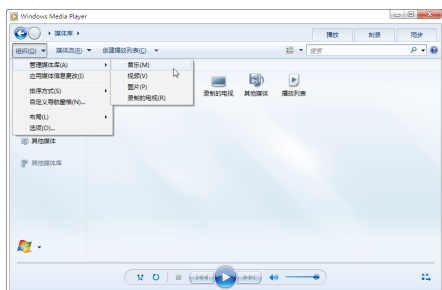 Windows Media Player
媒体库
播放 刻录 同步
组织(O) 媒体流(R) 创建播放列表(C) 搜索
管理媒体库(A) 音乐(M)
应用媒体信息更改(I) 视频(V)
图片(P)
排序方式(S) 录制的电视(R)
自定义导航窗格(N)...
布局(L)
选项(O)...
录制的电视 其他媒体 播放列表
其他媒体
其他媒体库